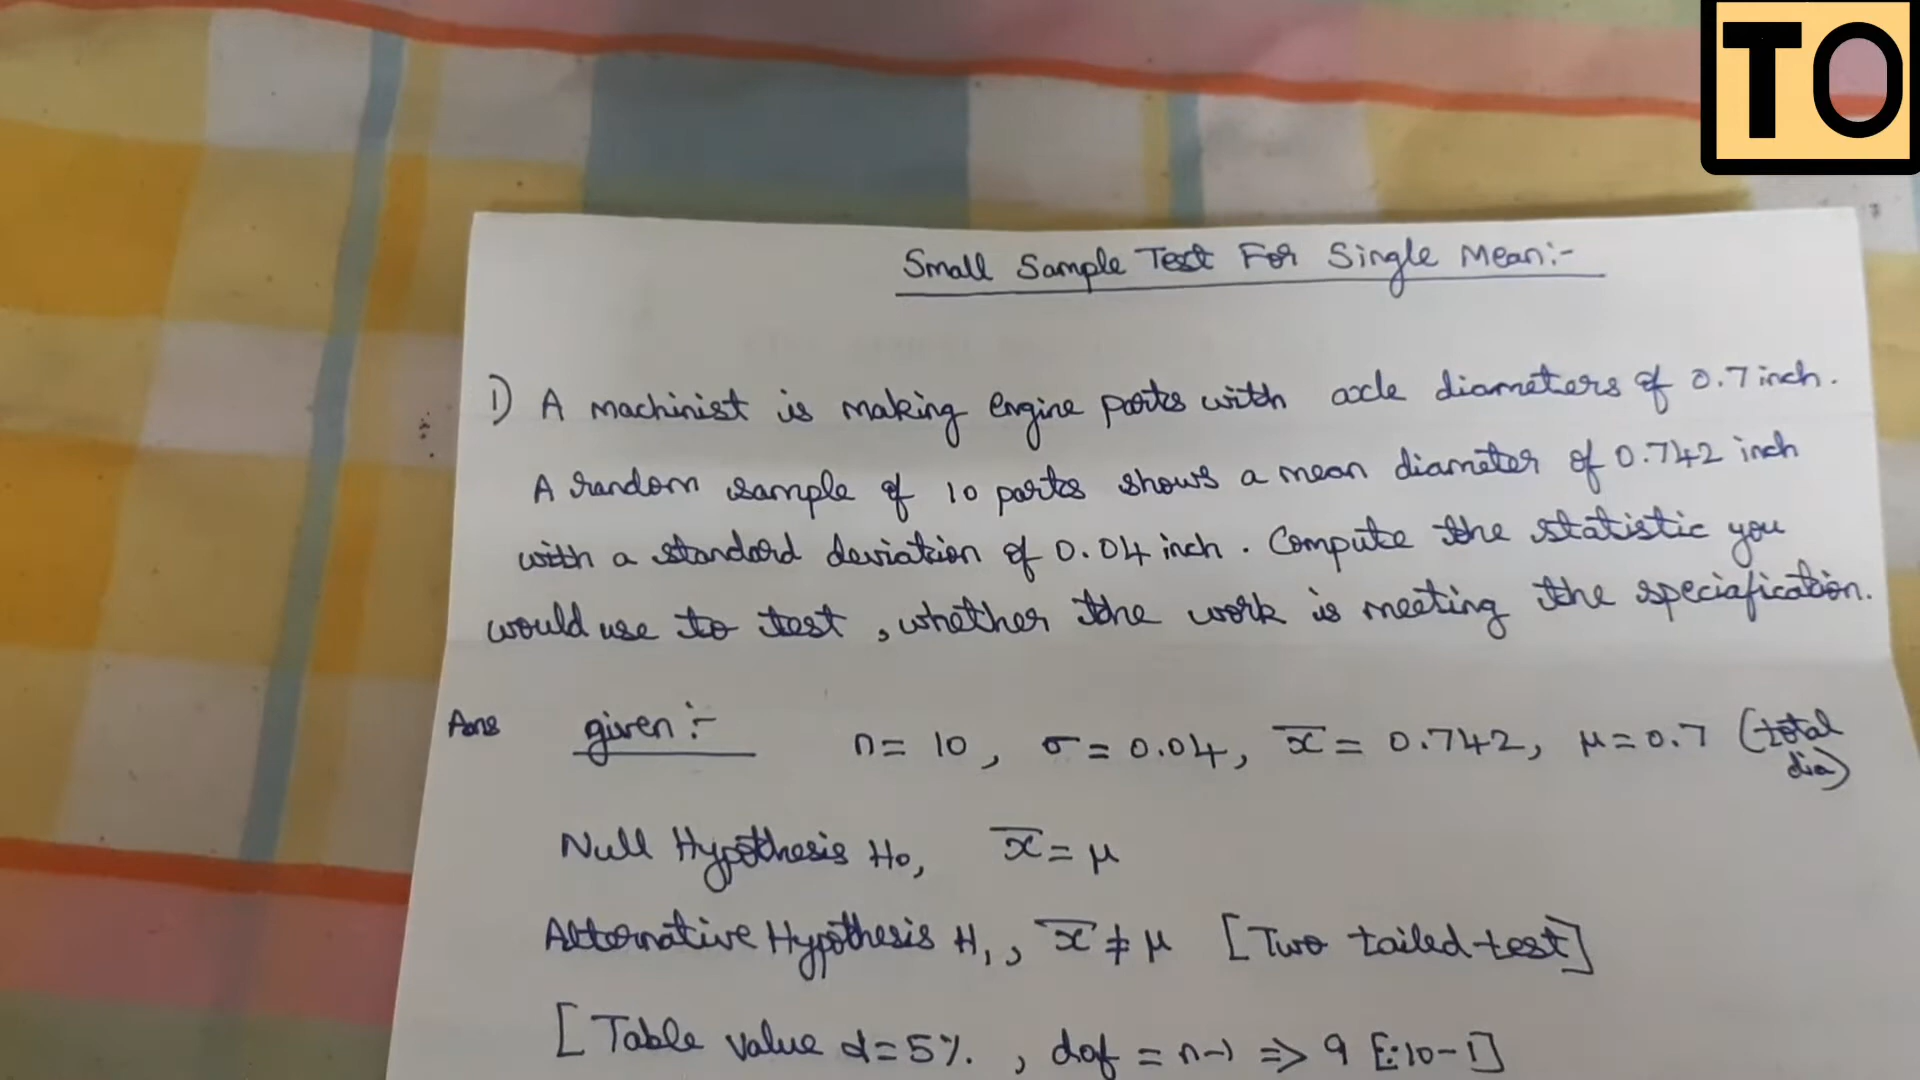 TO
Small Sample Test For Single Mean:-
1) A machinist is making engine parts with axle diameters of 0.7 inch.
A random sample of 10 parts shows a mean diameter of 0.742 inch
with a standard deviation of 0.04 inch. Compute the statistic you
would use to test, whether the work is meeting the speciafication.
Ans given:- n = 10, σ = 0.04, x̅ = 0.742, μ = 0.7 (total dia)
Null Hypothesis H₀, x̅ = μ
Alternative Hypothesis H₁, x̅ ≠ μ [Two tailed-test]
[Table value α = 5%, dof = n-1 => 9 [∵10-1]